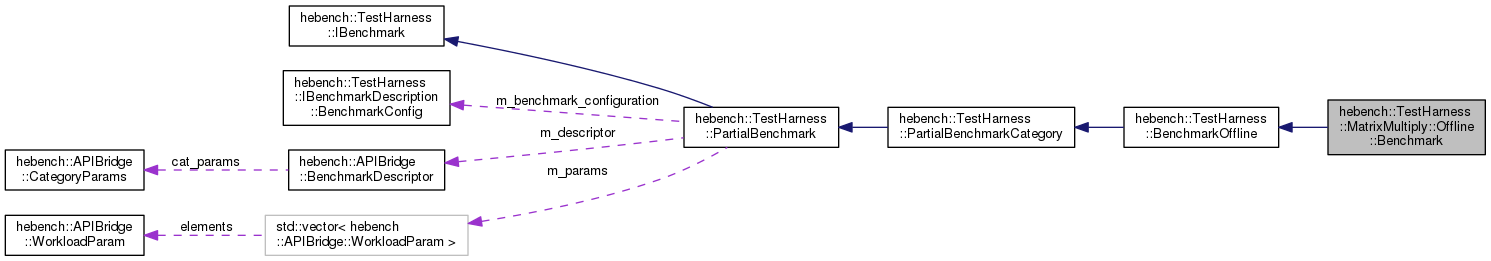 hebench::TestHarness
::IBenchmark
hebench::TestHarness
::IBenchmarkDescription
::BenchmarkConfig
m_benchmark_configuration
hebench::TestHarness
::PartialBenchmark
hebench::TestHarness
::PartialBenchmarkCategory
hebench::TestHarness
::BenchmarkOffline
hebench::TestHarness
::MatrixMultiply::Offline
::Benchmark
m_descriptor
hebench::APIBridge
::CategoryParams
cat_params
hebench::APIBridge
::BenchmarkDescriptor
m_params
hebench::APIBridge
::WorkloadParam
elements
std::vector< hebench
::APIBridge::WorkloadParam >